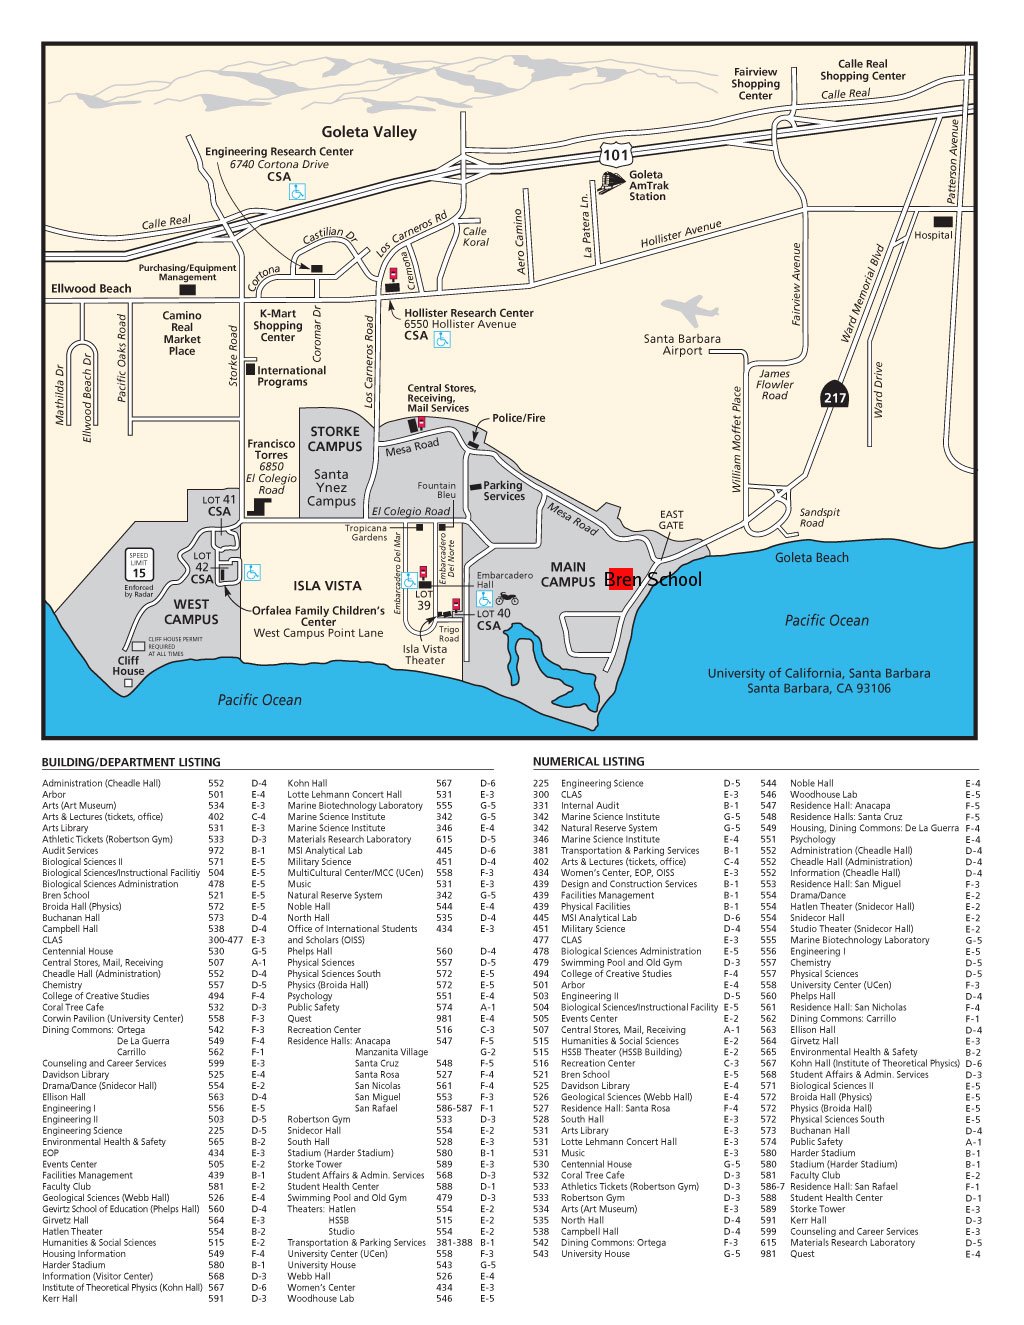 Calle Real
Shopping Center
Fairview
Shopping
Center
Calle Real
Goleta Valley
Engineering Research Center
6740 Cortona Drive
CSA
101
Goleta
AmTrak
Station
Patterson Avenue
Calle Real
Castilian Dr
Los Carneros Rd
Calle
Koral
Aero Camino
La Patera Ln.
Hollister Avenue
Hospital
Purchasing/Equipment
Management
Cortona
Cremona
Ellwood Beach
Fairview Avenue
Ward Memorial Blvd
Camino
Real
Market
Place
K-Mart
Shopping
Center
Hollister Research Center
6550 Hollister Avenue
CSA
Santa Barbara
Airport
Mathilda Dr
Ellwood Beach Dr
Pacific Oaks Road
Storke Road
Coromar Dr
Los Carneros Road
International
Programs
James
Flowler
Road
217
Ward Drive
William Moffet Place
Central Stores,
Receiving,
Mail Services
Police/Fire
STORKE
CAMPUS
Mesa Road
Francisco
Torres
6850
El Colegio
Road
Santa
Ynez
Campus
Fountain
Bleu
Parking
Services
LOT 41
CSA
El Colegio Road
Mesa Road
EAST
GATE
Sandspit
Road
Tropicana
Gardens
Embarcadero Del Mar
Embarcadero
Del Norte
Goleta Beach
SPEED
LIMIT
15
Enforced
by Radar
LOT
42
CSA
ISLA VISTA
Embarcadero
Hall
MAIN
CAMPUS
Bren School
LOT
39
WEST
CAMPUS
Orfalea Family Children's
Center
West Campus Point Lane
LOT 40
CSA
Trigo
Road
Isla Vista
Theater
Pacific Ocean
CLIFF HOUSE PERMIT
REQUIRED
AT ALL TIMES
Cliff
House
Pacific Ocean
University of California, Santa Barbara
Santa Barbara, CA 93106
BUILDING/DEPARTMENT LISTING
Administration (Cheadle Hall) 552 D-4
Arbor 501 E-4
Arts (Art Museum) 534 E-3
Arts & Lectures (tickets, office) 402 C-4
Arts Library 531 E-3
Athletic Tickets (Robertson Gym) 533 D-3
Audit Services 972 B-1
Biological Sciences II 571 E-5
Biological Sciences/Instructional Facilitiy 504 E-5
Biological Sciences Administration 478 E-5
Bren School 521 E-5
Broida Hall (Physics) 572 E-5
Buchanan Hall 573 D-4
Campbell Hall 538 D-4
CLAS 300-477 E-3
Centennial House 530 G-5
Central Stores, Mail, Receiving 507 A-1
Cheadle Hall (Administration) 552 D-4
Chemistry 557 D-5
College of Creative Studies 494 F-4
Coral Tree Cafe 532 D-3
Corwin Pavilion (University Center) 558 F-3
Dining Commons: Ortega 542 F-3
De La Guerra 549 F-4
Carrillo 562 F-1
Counseling and Career Services 599 E-3
Davidson Library 525 E-4
Drama/Dance (Snidecor Hall) 554 E-2
Ellison Hall 563 D-4
Engineering I 556 E-5
Engineering II 503 D-5
Engineering Science 225 D-5
Environmental Health & Safety 565 B-2
EOP 434 E-3
Events Center 505 E-2
Facilities Management 439 B-1
Faculty Club 581 E-2
Geological Sciences (Webb Hall) 526 E-4
Gevirtz School of Education (Phelps Hall) 560 D-4
Girvetz Hall 564 E-3
Hatlen Theater 554 B-2
Humanities & Social Sciences 515 E-2
Housing Information 549 F-4
Harder Stadium 580 B-1
Information (Visitor Center) 568 D-3
Institute of Theoretical Physics (Kohn Hall) 567 D-6
Kerr Hall 591 D-3
Kohn Hall 567 D-6
Lotte Lehmann Concert Hall 531 E-3
Marine Biotechnology Laboratory 555 G-5
Marine Science Institute 342 G-5
Marine Science Institute 346 E-4
Materials Research Laboratory 615 D-5
MSI Analytical Lab 445 D-6
Military Science 451 D-4
MultiCultural Center/MCC (UCen) 558 F-3
Music 531 E-3
Natural Reserve System 342 G-5
Noble Hall 544 E-4
North Hall 535 D-4
Office of International Students 434 E-3
and Scholars (OISS)
Phelps Hall 560 D-4
Physical Sciences 557 D-5
Physical Sciences South 572 E-5
Physics (Broida Hall) 572 E-5
Psychology 551 E-4
Public Safety 574 A-1
Quest 981 E-4
Recreation Center 516 C-3
Residence Halls: Anacapa 547 F-5
Manzanita Village G-2
Santa Cruz 548 F-5
Santa Rosa 527 F-4
San Nicolas 561 F-4
San Miguel 553 F-3
San Rafael 586-587 F-1
Robertson Gym 533 D-3
Snidecor Hall 554 E-2
South Hall 528 E-3
Stadium (Harder Stadium) 580 B-1
Storke Tower 589 E-3
Student Affairs & Admin. Services 568 D-3
Student Health Center 588 D-1
Swimming Pool and Old Gym 479 D-3
Theaters: Hatlen 554 E-2
HSSB 515 E-2
Studio 554 E-2
Transportation & Parking Services 381-388 B-1
University Center (UCen) 558 F-3
University House 543 G-5
Webb Hall 526 E-4
Women's Center 434 E-3
Woodhouse Lab 546 E-5
NUMERICAL LISTING
225 Engineering Science D-5
300 CLAS E-3
331 Internal Audit B-1
342 Marine Science Institute G-5
342 Natural Reserve System G-5
346 Marine Science Institute E-4
381 Transportation & Parking Services B-1
402 Arts & Lectures (tickets, office) C-4
434 Women's Center, EOP, OISS E-3
439 Design and Construction Services B-1
439 Facilities Management B-1
439 Physical Facilities B-1
445 MSI Analytical Lab D-6
451 Military Science D-4
477 CLAS E-3
478 Biological Sciences Administration E-5
479 Swimming Pool and Old Gym D-3
494 College of Creative Studies F-4
501 Arbor E-4
503 Engineering II D-5
504 Biological Sciences/Instructional Facility E-5
505 Events Center E-2
507 Central Stores, Mail, Receiving A-1
515 Humanities & Social Sciences E-2
515 HSSB Theater (HSSB Building) E-2
516 Recreation Center C-3
521 Bren School E-5
525 Davidson Library E-4
526 Geological Sciences (Webb Hall) E-4
527 Residence Hall: Santa Rosa F-4
528 South Hall E-3
531 Arts Library E-3
531 Lotte Lehmann Concert Hall E-3
531 Music E-3
530 Centennial House G-5
532 Coral Tree Cafe D-3
533 Athletics Tickets (Robertson Gym) D-3
533 Robertson Gym D-3
534 Arts (Art Museum) E-3
535 North Hall D-4
538 Campbell Hall D-4
542 Dining Commons: Ortega F-3
543 University House G-5
544 Noble Hall E-4
546 Woodhouse Lab E-5
547 Residence Hall: Anacapa F-5
548 Residence Halls: Santa Cruz F-5
549 Housing, Dining Commons: De La Guerra F-4
551 Psychology E-4
552 Administration (Cheadle Hall) D-4
552 Cheadle Hall (Administration) D-4
552 Information (Cheadle Hall) D-4
553 Residence Hall: San Miguel F-3
554 Drama/Dance E-2
554 Hatlen Theater (Snidecor Hall) E-2
554 Snidecor Hall E-2
554 Studio Theater (Snidecor Hall) E-2
555 Marine Biotechnology Laboratory G-5
556 Engineering I E-5
557 Chemistry D-5
557 Physical Sciences D-5
558 University Center (UCen) F-3
560 Phelps Hall D-4
561 Residence Hall: San Nicholas F-4
562 Dining Commons: Carrillo F-1
563 Ellison Hall D-4
564 Girvetz Hall E-3
565 Environmental Health & Safety B-2
567 Kohn Hall (Institute of Theoretical Physics) D-6
568 Student Affairs & Admin. Services D-3
571 Biological Sciences II E-5
572 Broida Hall (Physics) E-5
572 Physics (Broida Hall) E-5
572 Physical Sciences South E-5
573 Buchanan Hall D-4
574 Public Safety A-1
580 Harder Stadium B-1
580 Stadium (Harder Stadium) B-1
581 Faculty Club E-2
586-7 Residence Hall: San Rafael F-1
588 Student Health Center D-1
589 Storke Tower E-3
591 Kerr Hall D-3
599 Counseling and Career Services E-3
615 Materials Research Laboratory D-5
981 Quest E-4